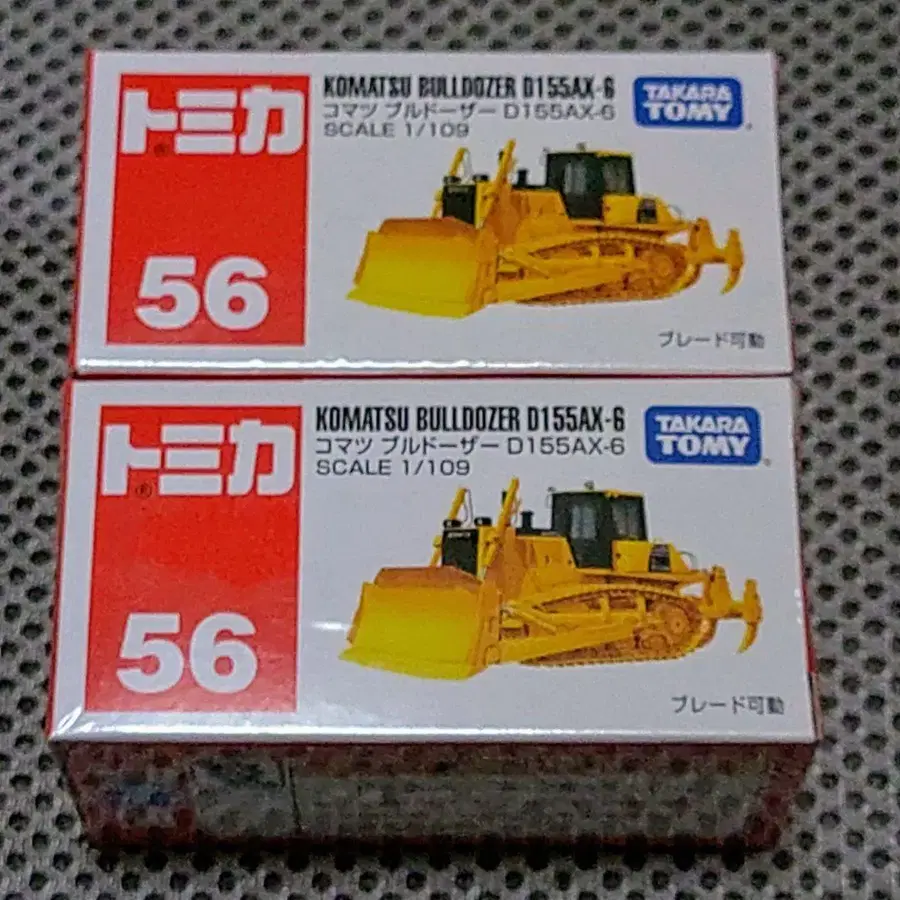 トミカ
®
56
KOMATSU BULLDOZER D155AX-6
コマツ ブルドーザー D155AX-6
SCALE 1/109
TAKARA
TOMY
ブレード可動
トミカ
®
56
KOMATSU BULLDOZER D155AX-6
コマツ ブルドーザー D155AX-6
SCALE 1/109
TAKARA
TOMY
ブレード可動